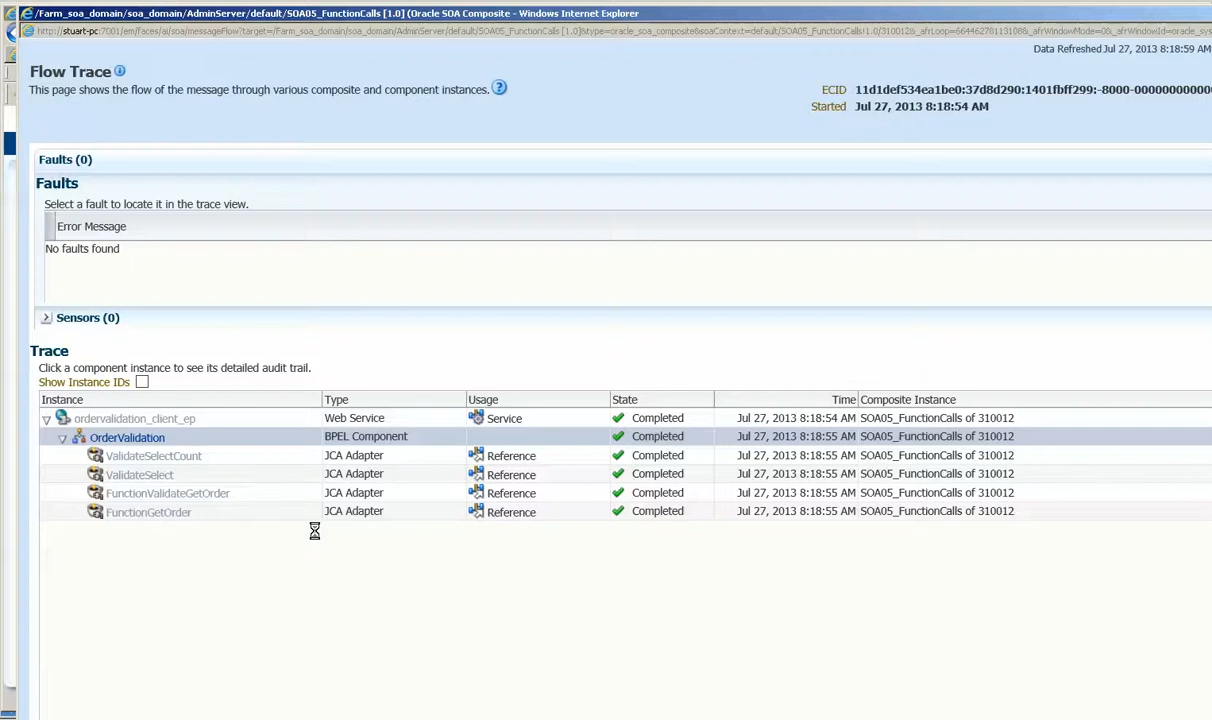 /Farm_soa_domain/soa_domain/AdminServer/default/SOA05_FunctionCalls [1.0] (Oracle SOA Composite - Windows Internet Explorer
Data Refreshed Jul 27, 2013 8:18:59 AM
Flow Trace
This page shows the flow of the message through various composite and component instances.
ECID 11d1def534ea1be0:37d8d290:1401fbff299:-8000-00000000000
Started Jul 27, 2013 8:18:54 AM
Faults (0)
Faults
Select a fault to locate it in the trace view.
Error Message
No faults found
Sensors (0)
Trace
Click a component instance to see its detailed audit trail.
Show Instance IDs
Instance Type Usage State Time Composite Instance
ordervalidation_client_ep Web Service Service Completed Jul 27, 2013 8:18:54 AM SOA05_FunctionCalls of 310012
OrderValidation BPEL Component Completed Jul 27, 2013 8:18:55 AM SOA05_FunctionCalls of 310012
ValidateSelectCount JCA Adapter Reference Completed Jul 27, 2013 8:18:55 AM SOA05_FunctionCalls of 310012
ValidateSelect JCA Adapter Reference Completed Jul 27, 2013 8:18:55 AM SOA05_FunctionCalls of 310012
FunctionValidateGetOrder JCA Adapter Reference Completed Jul 27, 2013 8:18:55 AM SOA05_FunctionCalls of 310012
FunctionGetOrder JCA Adapter Reference Completed Jul 27, 2013 8:18:55 AM SOA05_FunctionCalls of 310012